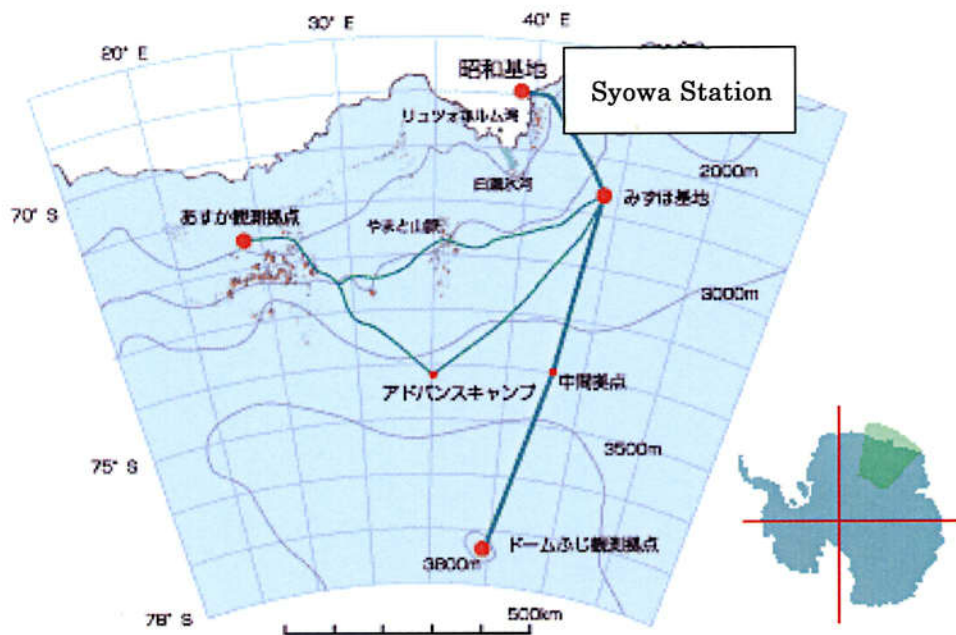 20° E
30° E
40° E
昭和基地
Syowa Station
リュツォホルム湾
2000m
白瀬氷河
みずほ基地
70° S
あすか観測拠点
やまと山脈
3000m
アドバンスキャンプ
中間拠点
3500m
75° S
ドームふじ観測拠点
3800m
78° S
500km